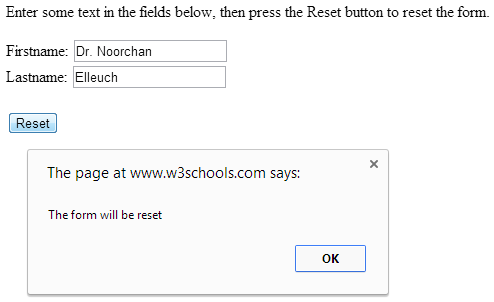 Enter some text in the fields below, then press the Reset button to reset the form.
Firstname: Dr. Noorchan
Lastname: Elleuch
Reset
The page at www.w3schools.com says:
The form will be reset
OK